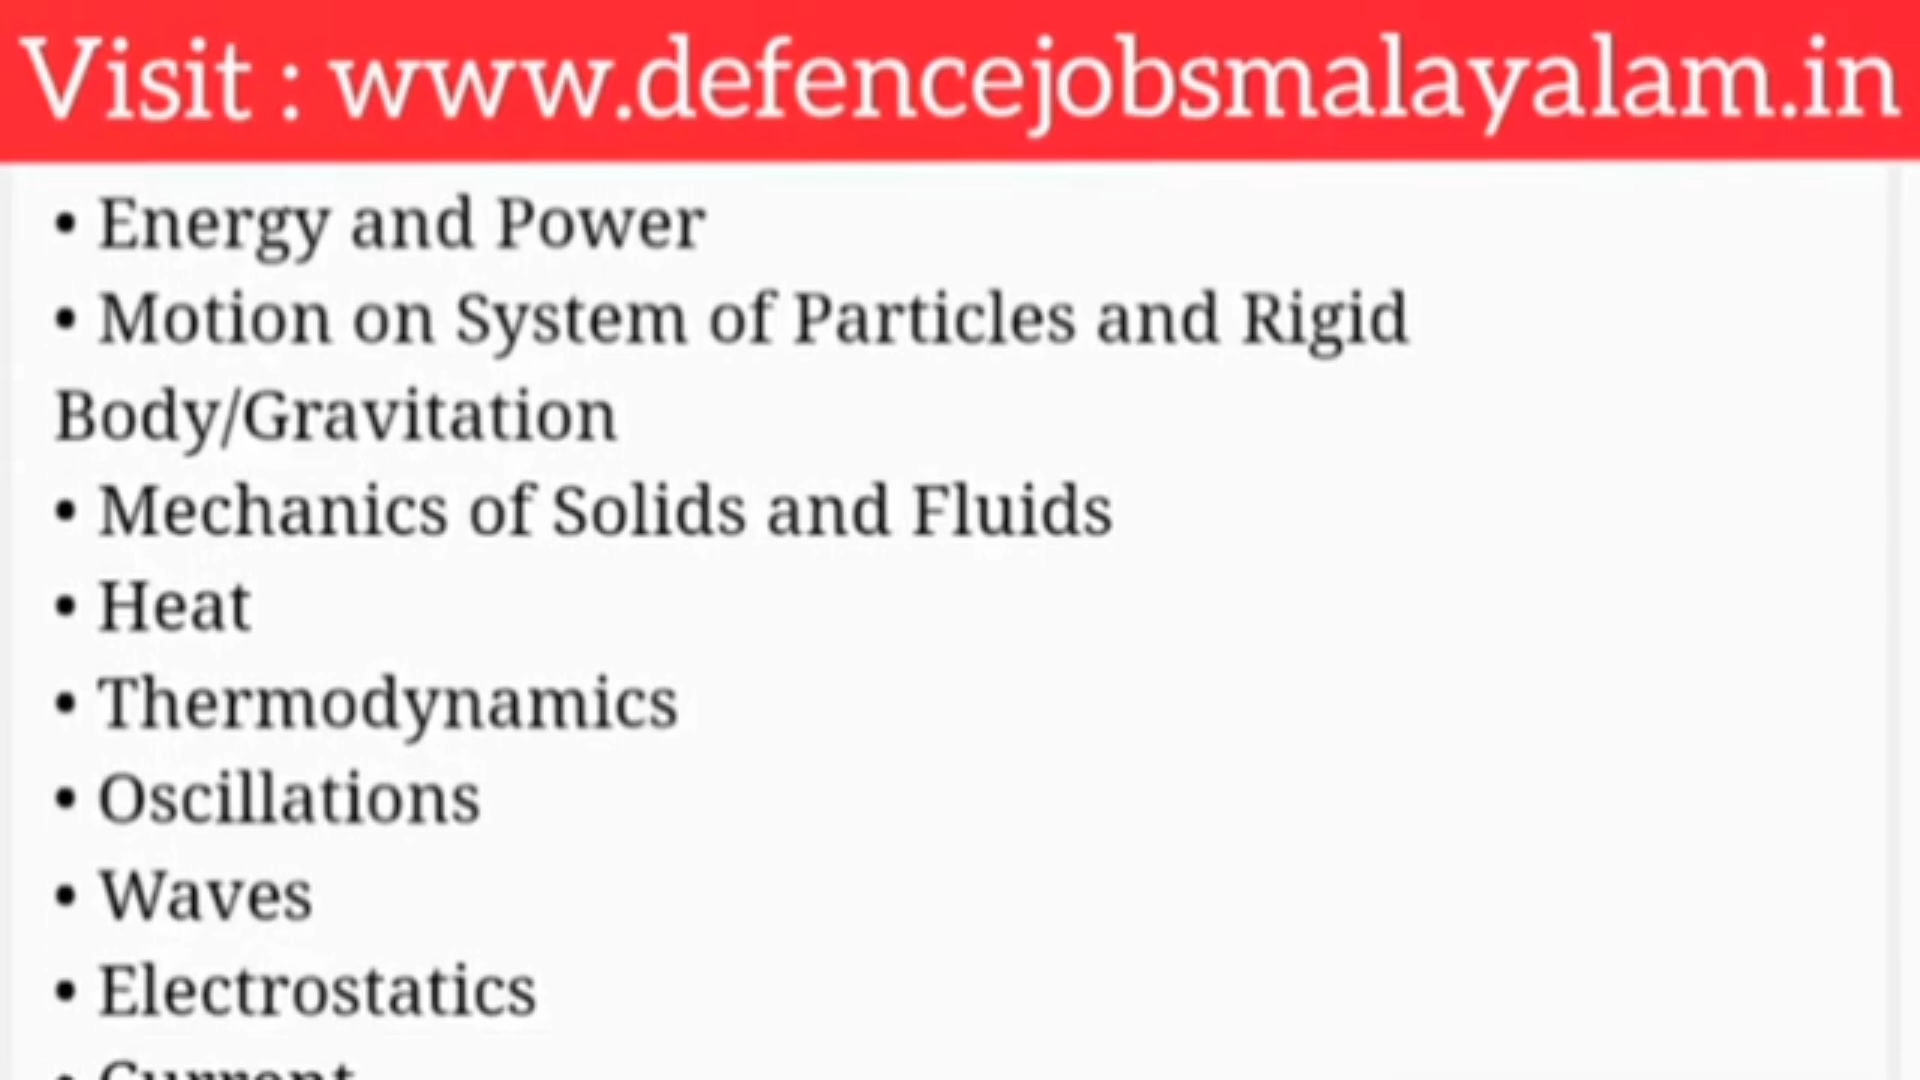 Visit : www.defencejobsmalayalam.in
• Energy and Power
• Motion on System of Particles and Rigid
Body/Gravitation
• Mechanics of Solids and Fluids
• Heat
• Thermodynamics
• Oscillations
• Waves
• Electrostatics
• Current